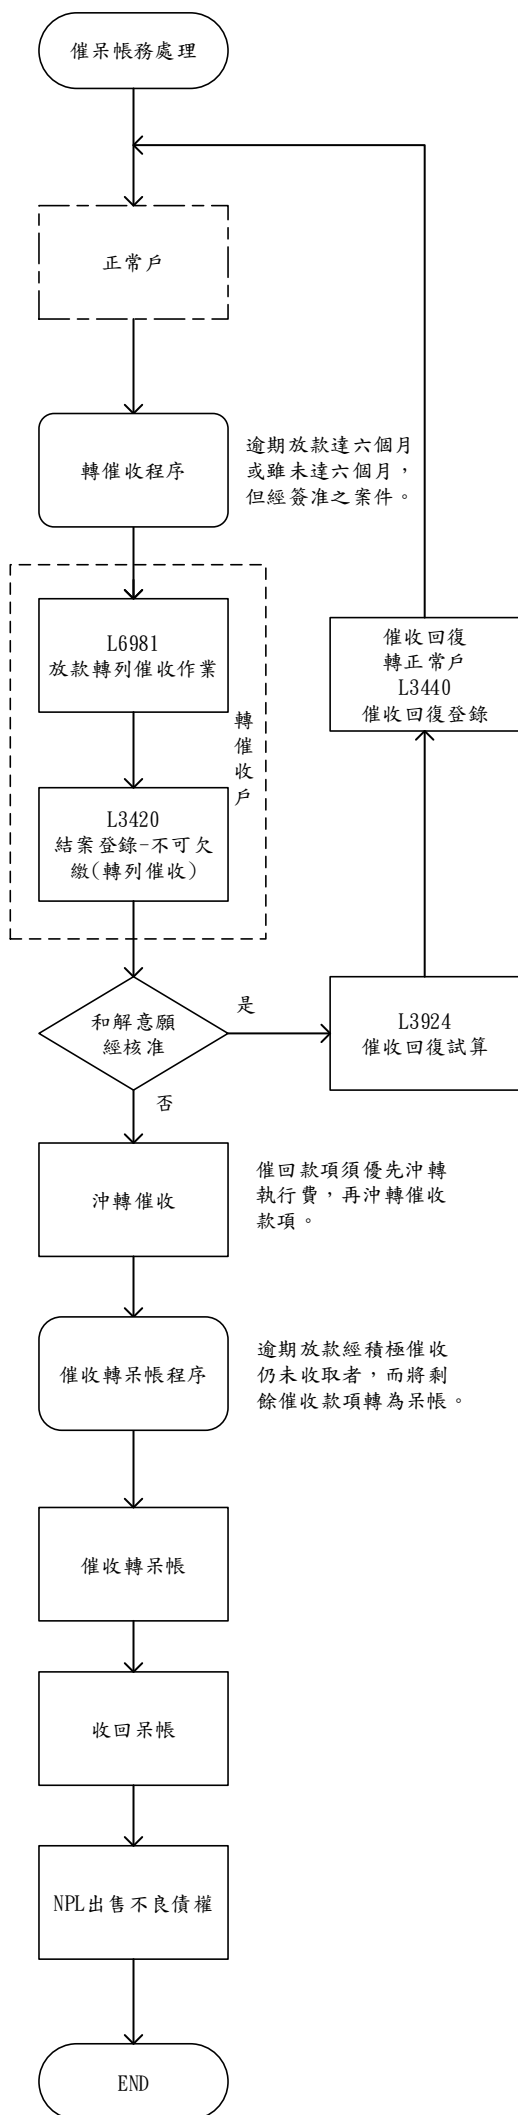 催呆帳務處理
正常戶
轉催收程序
逾期放款達六個月
或雖未達六個月，
但經簽准之案件。
L6981
放款轉列催收作業
轉
催
收
戶
L3420
結案登錄-不可欠
繳(轉列催收)
催收回復
轉正常戶
L3440
催收回復登錄
和解意願
經核准
是
L3924
催收回復試算
否
沖轉催收
催回款項須優先沖轉
執行費，再沖轉催收
款項。
催收轉呆帳程序
逾期放款經積極催收
仍未收取者，而將剩
餘催收款項轉為呆帳。
催收轉呆帳
收回呆帳
NPL出售不良債權
END